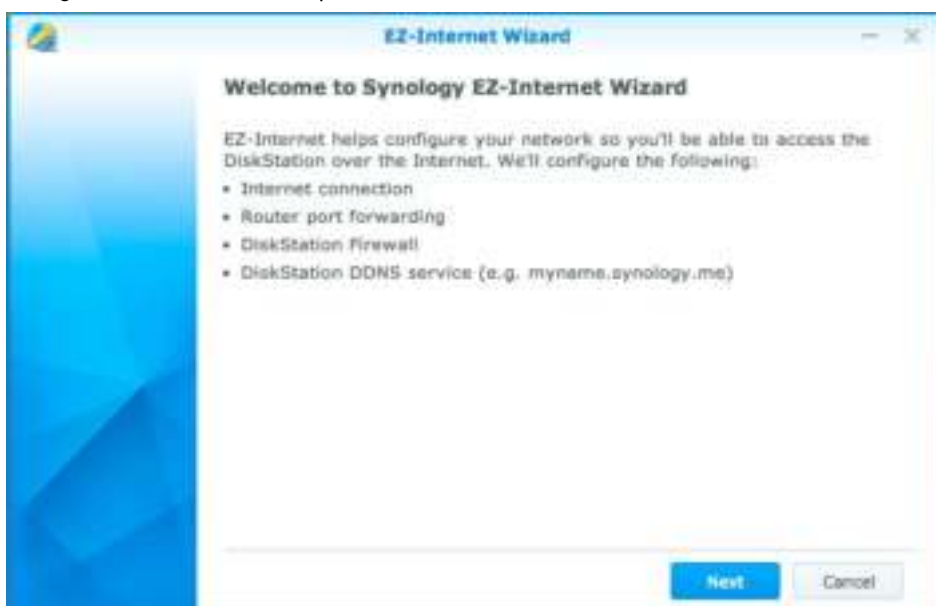 EZ-Internet Wizard
Welcome to Synology EZ-Internet Wizard
EZ-Internet helps configure your network so you'll be able to access the
DiskStation over the Internet. We'll configure the following:
• Internet connection
• Router port forwarding
• DiskStation Firewall
• DiskStation DDNS service (e.g. myname.synology.me)
Next Cancel